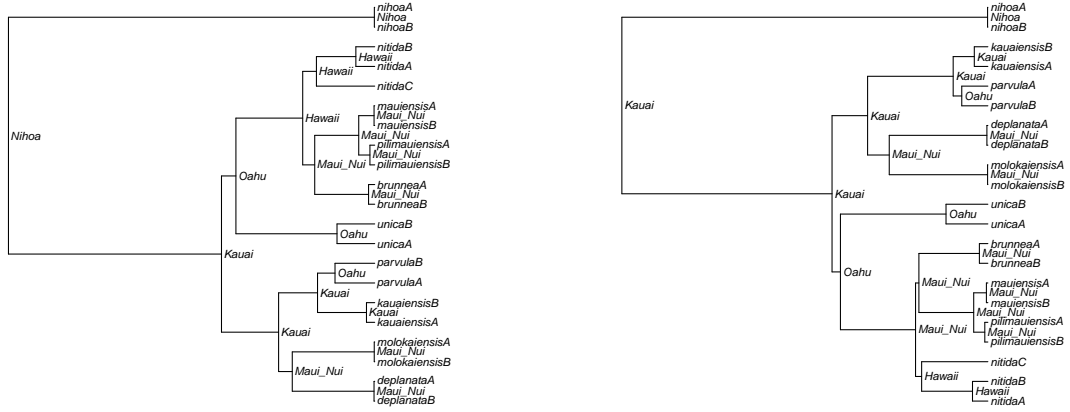 nihoaA
Nihoa
nihoaB
nitidaB
Hawaii
nitidaA
Hawaii
nitidaC
Hawaii
mauiensisA
Maui_Nui
mauiensisB
Maui_Nui
pilimauiensisA
Maui_Nui
pilimauiensisB
Maui_Nui
brunneaA
Maui_Nui
brunneaB
Nihoa
Oahu
unicaB
Oahu
unicaA
Kauai
parvulaB
Oahu
parvulaA
Kauai
kauaiensisB
Kauai
kauaiensisA
Kauai
molokaiensisA
Maui_Nui
molokaiensisB
Maui_Nui
deplanataA
Maui_Nui
deplanataB
nihoaA
Nihoa
nihoaB
kauaiensisB
Kauai
kauaiensisA
Kauai
parvulaA
Oahu
parvulaB
Kauai
Kauai
deplanataA
Maui_Nui
deplanataB
Maui_Nui
molokaiensisA
Maui_Nui
molokaiensisB
Kauai
unicaB
Oahu
unicaA
Oahu
brunneaA
Maui_Nui
brunneaB
Maui_Nui
mauiensisA
Maui_Nui
mauiensisB
Maui_Nui
pilimauiensisA
Maui_Nui
pilimauiensisB
Maui_Nui
nitidaC
Hawaii
nitidaB
Hawaii
nitidaA